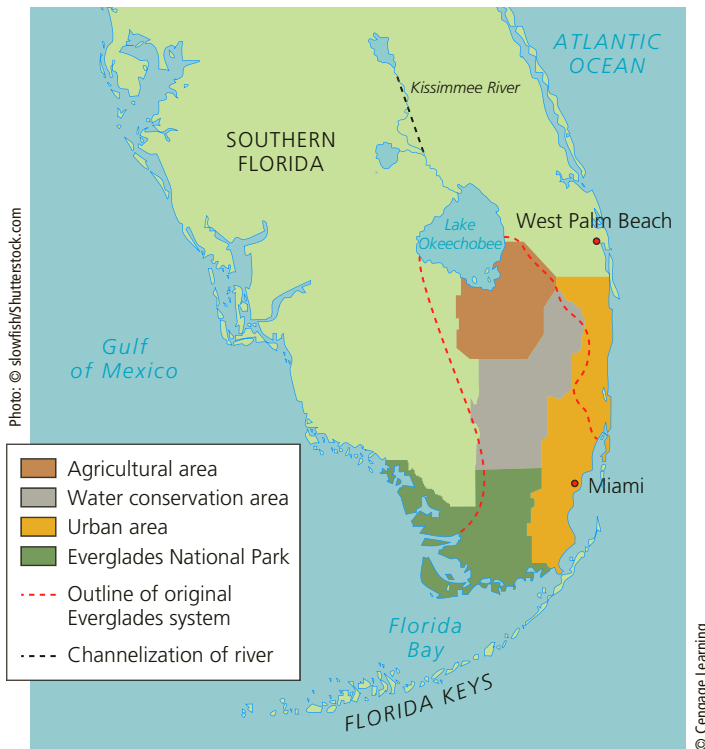 ATLANTIC
OCEAN
Kissimmee River
SOUTHERN
FLORIDA
Lake
Okeechobee
West Palm Beach
Gulf
of Mexico
Photo: © slowfish/Shutterstock.com
Agricultural area
Water conservation area
Urban area
Everglades National Park
Outline of original
Everglades system
Channelization of river
Miami
Florida
Bay
FLORIDA KEYS
© Cengage Learning